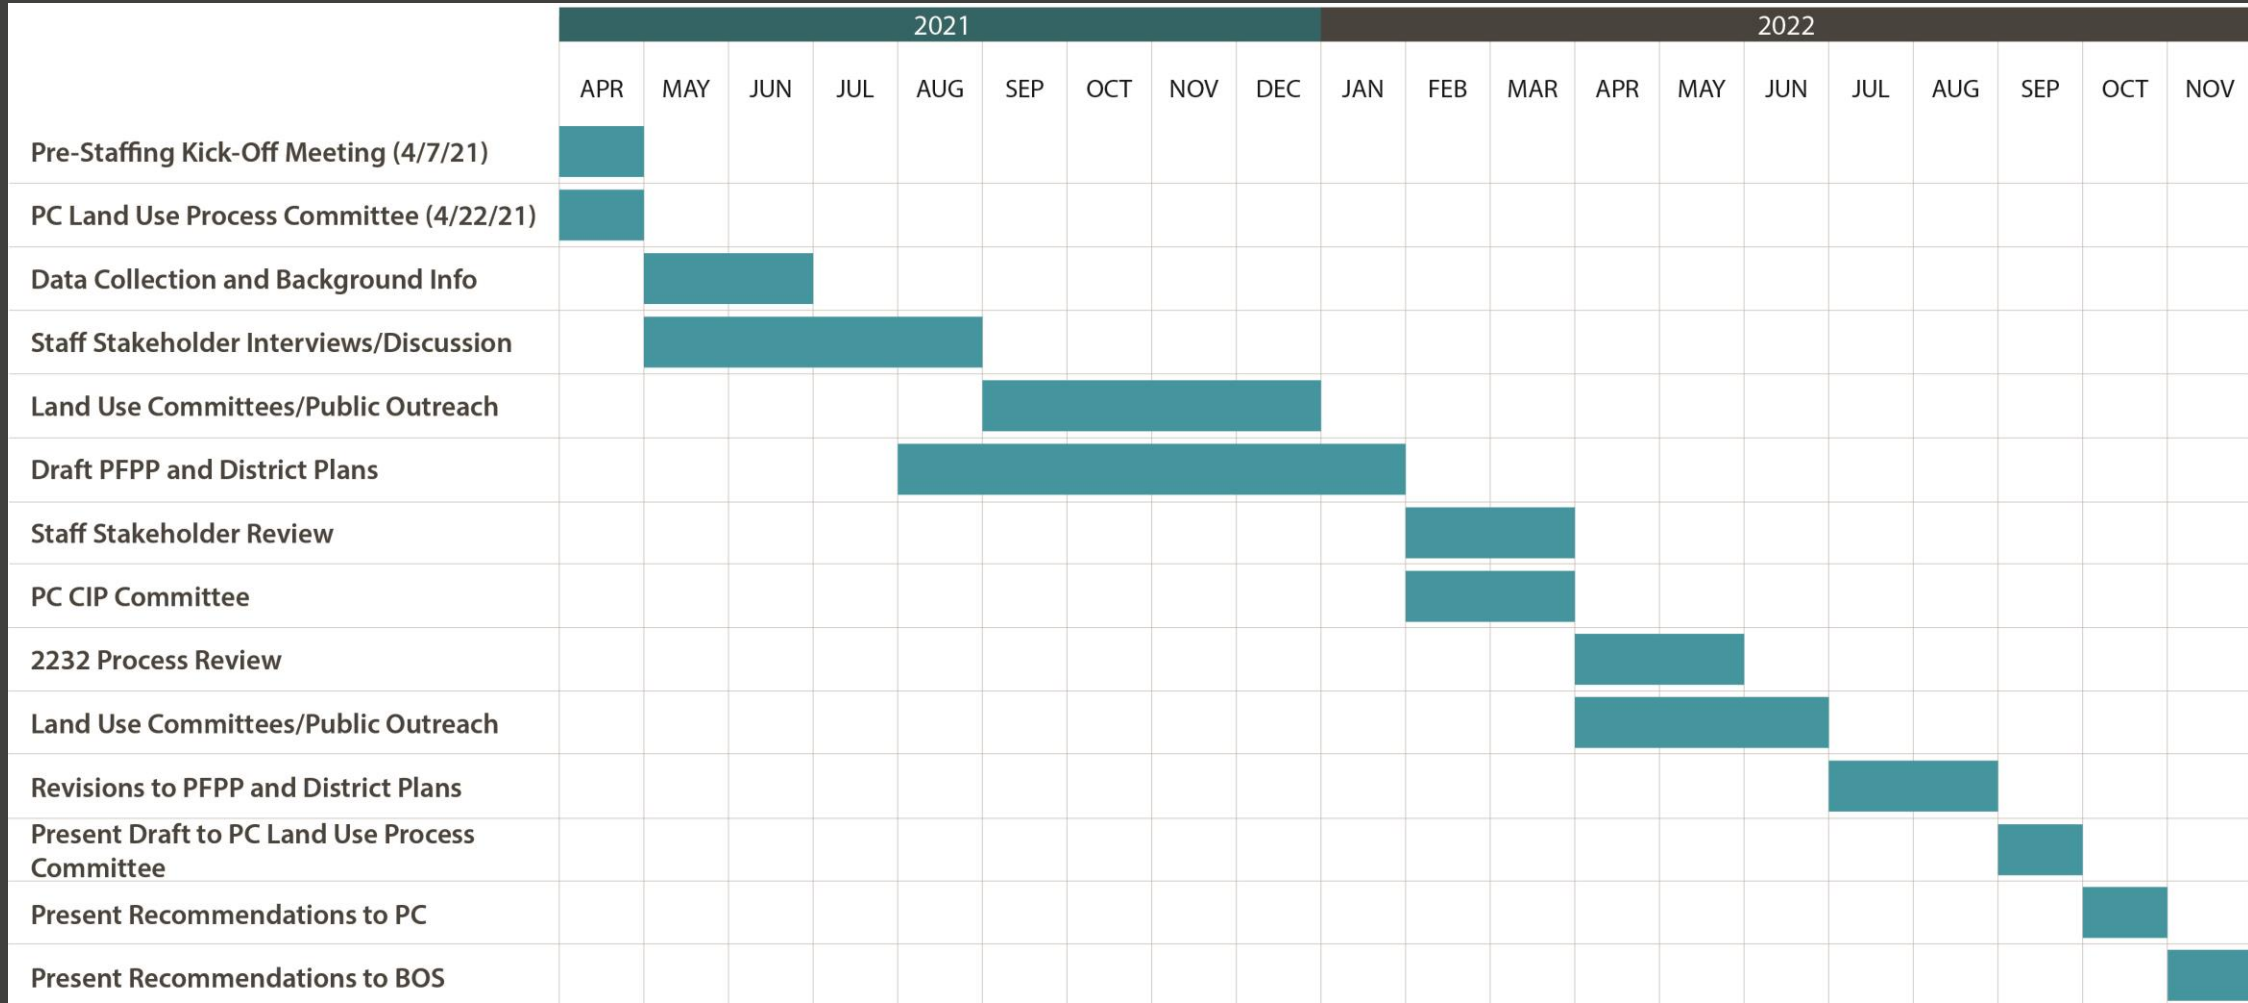 2021 2022
APR MAY JUN JUL AUG SEP OCT NOV DEC JAN FEB MAR APR MAY JUN JUL AUG SEP OCT NOV
Pre-Staffing Kick-Off Meeting (4/7/21)
PC Land Use Process Committee (4/22/21)
Data Collection and Background Info
Staff Stakeholder Interviews/Discussion
Land Use Committees/Public Outreach
Draft PFPP and District Plans
Staff Stakeholder Review
PC CIP Committee
2232 Process Review
Land Use Committees/Public Outreach
Revisions to PFPP and District Plans
Present Draft to PC Land Use Process
Committee
Present Recommendations to PC
Present Recommendations to BOS